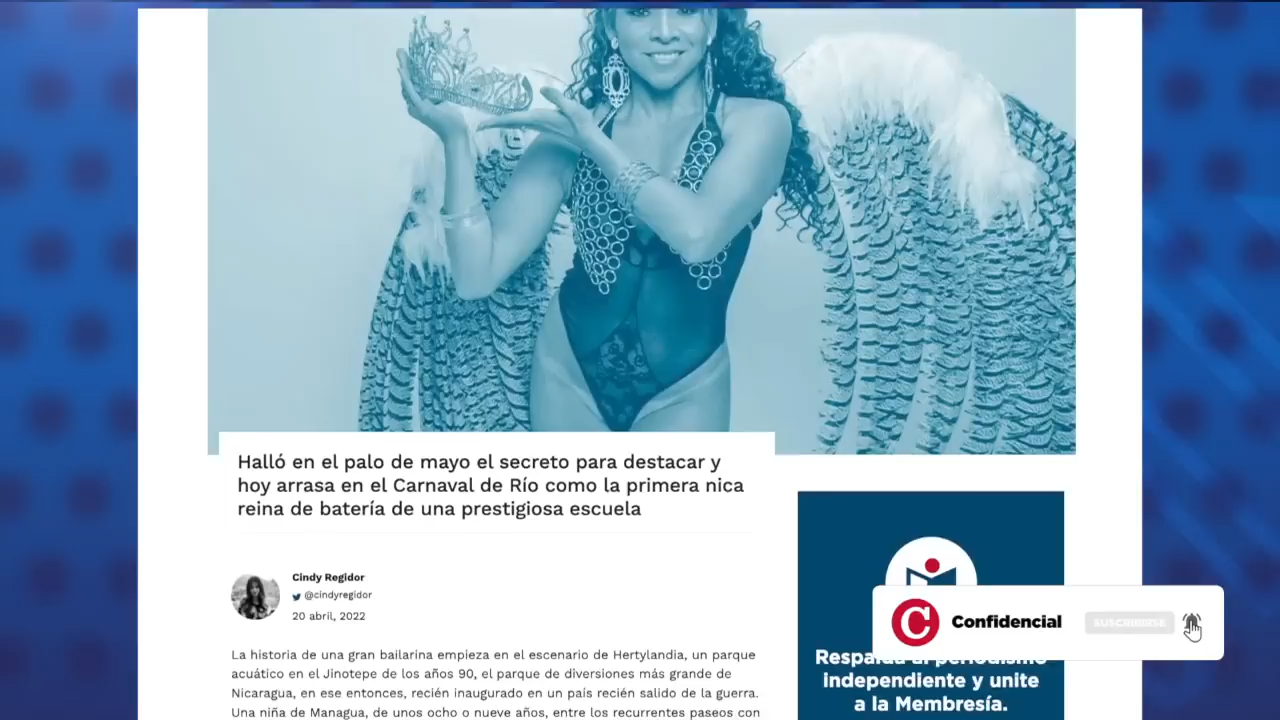 Halló en el palo de mayo el secreto para destacar y
hoy arrasa en el Carnaval de Río como la primera nica
reina de batería de una prestigiosa escuela
Cindy Regidor
@cindyregidor
20 abril, 2022
La historia de una gran bailarina empieza en el escenario de Hertylandia, un parque
acuático en el Jinotepe de los años 90, el parque de diversiones más grande de
Nicaragua, en ese entonces, recién inaugurado en un país recién salido de la guerra.
Una niña de Managua, de unos ocho o nueve años, entre los recurrentes paseos con
C Confidencial SUSCRIBIRSE
Respalda al periodismo
independiente y unite
a la Membresía.